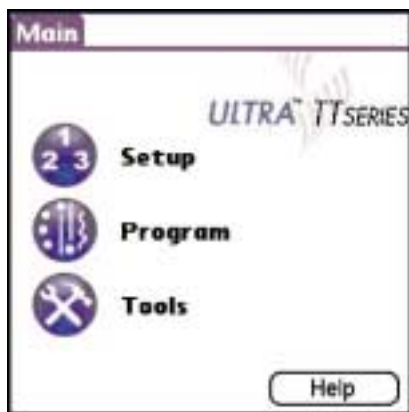 Main
ULTRA™ TTSERIES
1
2 3
Setup
Program
Tools
Help